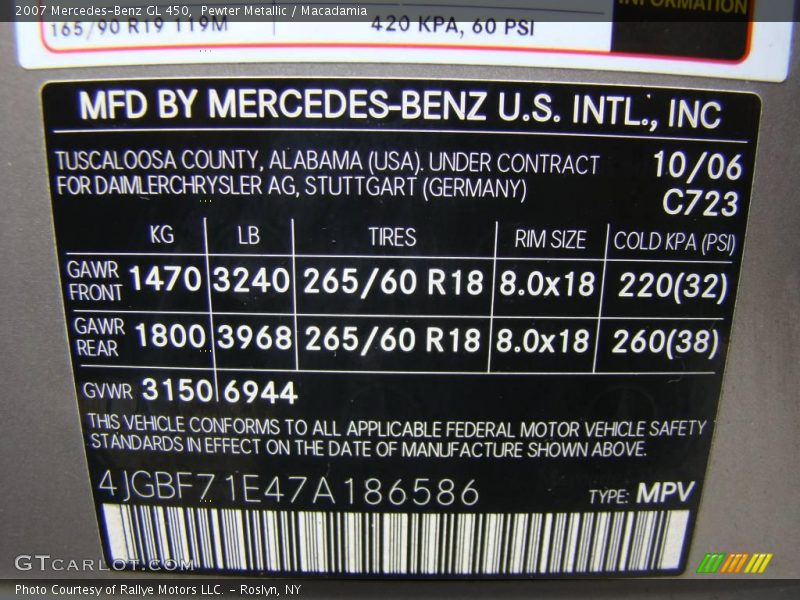 2007 Mercedes-Benz GL 450, Pewter Metallic / Macadamia
INFORMATION
165/90 R19 119M 420 KPA, 60 PSI
MFD BY MERCEDES-BENZ U.S. INTL., INC
TUSCALOOSA COUNTY, ALABAMA (USA). UNDER CONTRACT 10/06
FOR DAIMLERCHRYSLER AG, STUTTGART (GERMANY) C723
KG LB TIRES RIM SIZE COLD KPA (PSI)
GAWR FRONT 1470 3240 265/60 R18 8.0x18 220(32)
GAWR REAR 1800 3968 265/60 R18 8.0x18 260(38)
GVWR 3150 6944
THIS VEHICLE CONFORMS TO ALL APPLICABLE FEDERAL MOTOR VEHICLE SAFETY
STANDARDS IN EFFECT ON THE DATE OF MANUFACTURE SHOWN ABOVE.
4JGBF71E47A186586 TYPE: MPV
GTCARLOT.COM
Photo Courtesy of Rallye Motors LLC. - Roslyn, NY